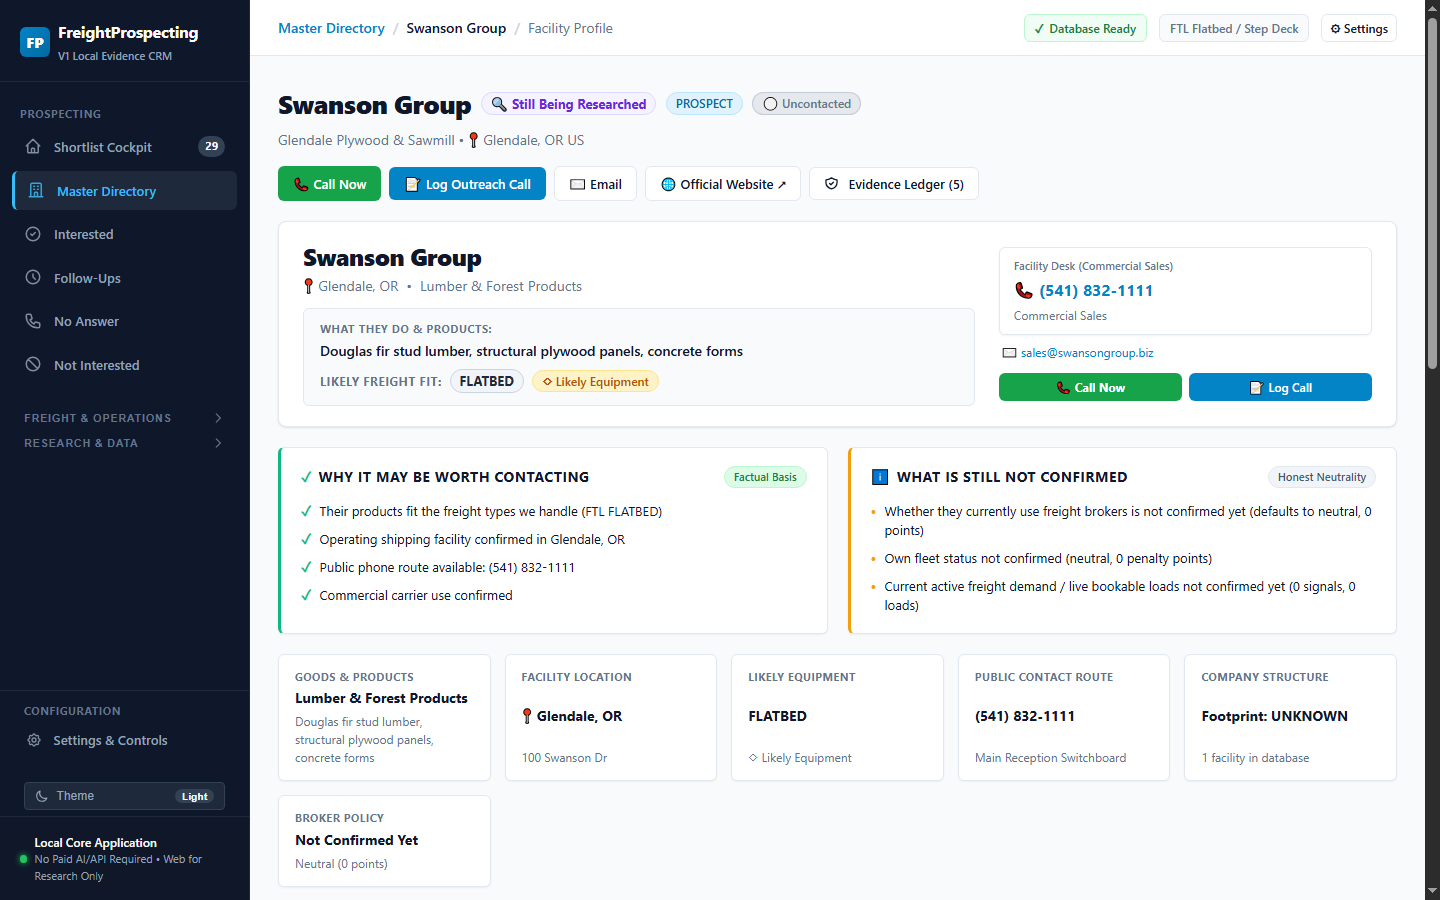 FP
FreightProspecting
V1 Local Evidence CRM
PROSPECTING
Shortlist Cockpit 29
Master Directory
Interested
Follow-Ups
No Answer
Not Interested
FREIGHT & OPERATIONS
RESEARCH & DATA
CONFIGURATION
Settings & Controls
Theme Light
Local Core Application
No Paid AI/API Required • Web for
Research Only
Master Directory / Swanson Group / Facility Profile
✓ Database Ready
FTL Flatbed / Step Deck
⚙ Settings
Swanson Group
🔍 Still Being Researched
PROSPECT
Uncontacted
Glendale Plywood & Sawmill • 📍 Glendale, OR US
📞 Call Now
📝 Log Outreach Call
✉ Email
🌐 Official Website ↗
Evidence Ledger (5)
Swanson Group
📍 Glendale, OR • Lumber & Forest Products
WHAT THEY DO & PRODUCTS:
Douglas fir stud lumber, structural plywood panels, concrete forms
LIKELY FREIGHT FIT: FLATBED ◇ Likely Equipment
Facility Desk (Commercial Sales)
📞 (541) 832-1111
Commercial Sales
✉ sales@swansongroup.biz
📞 Call Now
📝 Log Call
✓ WHY IT MAY BE WORTH CONTACTING
Factual Basis
✓ Their products fit the freight types we handle (FTL FLATBED)
✓ Operating shipping facility confirmed in Glendale, OR
✓ Public phone route available: (541) 832-1111
✓ Commercial carrier use confirmed
ℹ WHAT IS STILL NOT CONFIRMED
Honest Neutrality
• Whether they currently use freight brokers is not confirmed yet (defaults to neutral, 0
points)
• Own fleet status not confirmed (neutral, 0 penalty points)
• Current active freight demand / live bookable loads not confirmed yet (0 signals, 0
loads)
GOODS & PRODUCTS
Lumber & Forest Products
Douglas fir stud lumber,
structural plywood panels,
concrete forms
FACILITY LOCATION
📍 Glendale, OR
100 Swanson Dr
LIKELY EQUIPMENT
FLATBED
◇ Likely Equipment
PUBLIC CONTACT ROUTE
(541) 832-1111
Main Reception Switchboard
COMPANY STRUCTURE
Footprint: UNKNOWN
1 facility in database
BROKER POLICY
Not Confirmed Yet
Neutral (0 points)